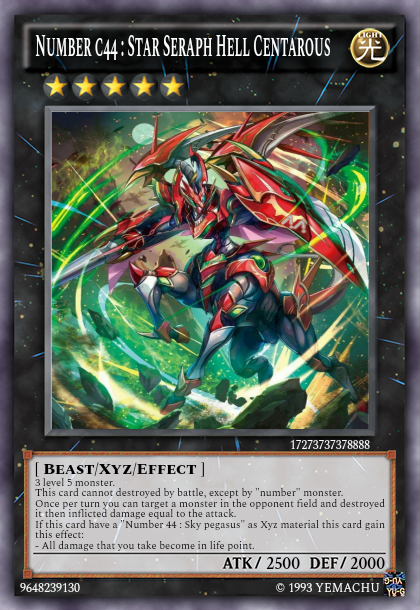 Number c44 : Star Seraph Hell Centarous
LIGHT
光
17273737378888
[ Beast/Xyz/Effect ]
3 level 5 monster.
This card cannot destroyed by battle, except by "number" monster.
Once per turn you can target a monster in the opponent field and destroyed
it then inflicted damage equal to the attack.
If this card have a "Number 44 : Sky pegasus" as Xyz material this card gain
this effect:
- All damage that you take become in life point.
ATK / 2500 DEF / 2000
9648239130
© 1993 YEMACHU